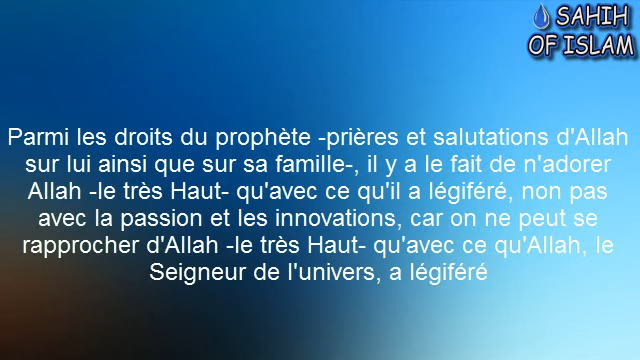 SAHIH
OF ISLAM
Parmi les droits du prophète -prières et salutations d'Allah
sur lui ainsi que sur sa famille-, il y a le fait de n'adorer
Allah -le très Haut- qu'avec ce qu'il a légiféré, non pas
avec la passion et les innovations, car on ne peut se
rapprocher d'Allah -le très Haut- qu'avec ce qu'Allah, le
Seigneur de l'univers, a légiféré